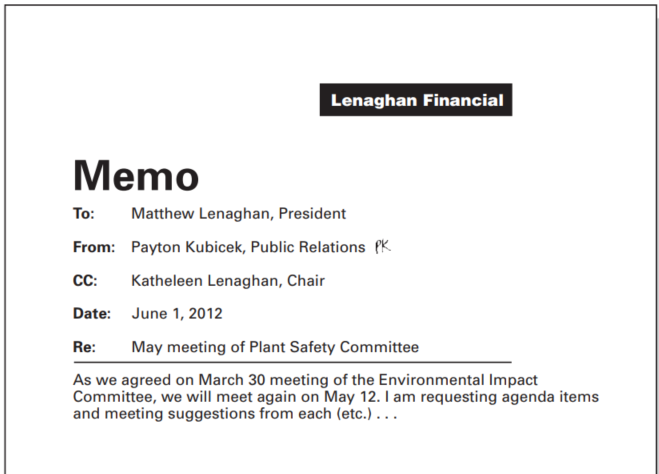 Lenaghan Financial
Memo
To: Matthew Lenaghan, President
From: Payton Kubicek, Public Relations PK
CC: Katheleen Lenaghan, Chair
Date: June 1, 2012
Re: May meeting of Plant Safety Committee
As we agreed on March 30 meeting of the Environmental Impact
Committee, we will meet again on May 12. I am requesting agenda items
and meeting suggestions from each (etc.) . . .